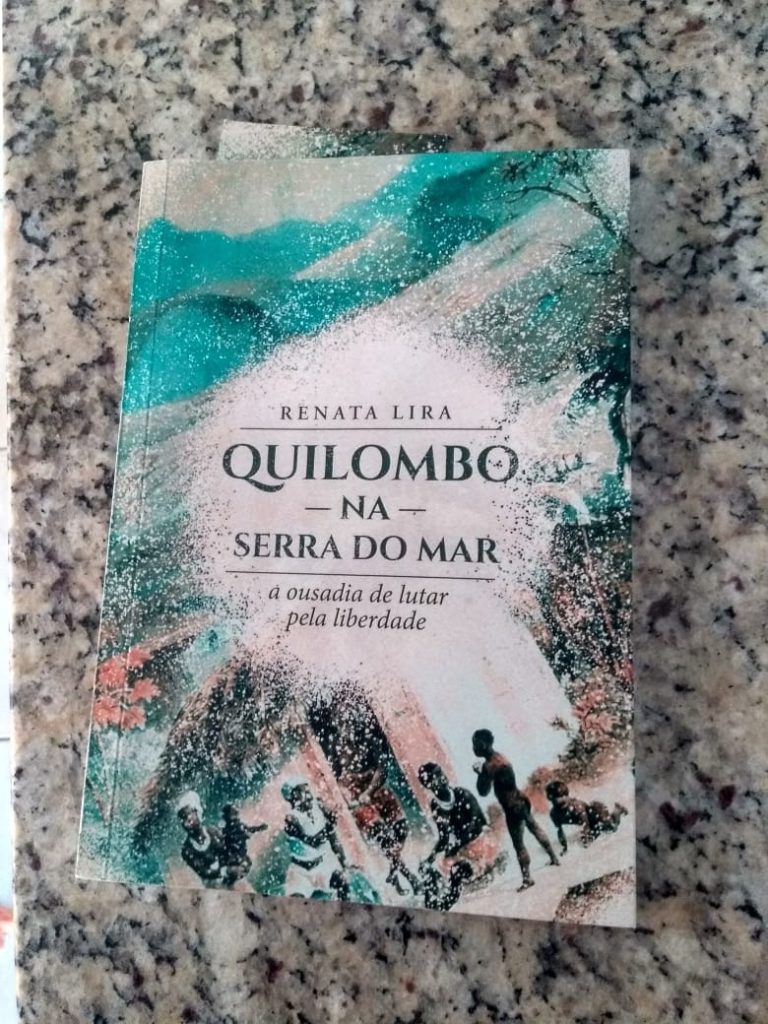 RENATA LIRA
QUILOMBO
— NA —
SERRA DO MAR
a ousadia de lutar
pela liberdade